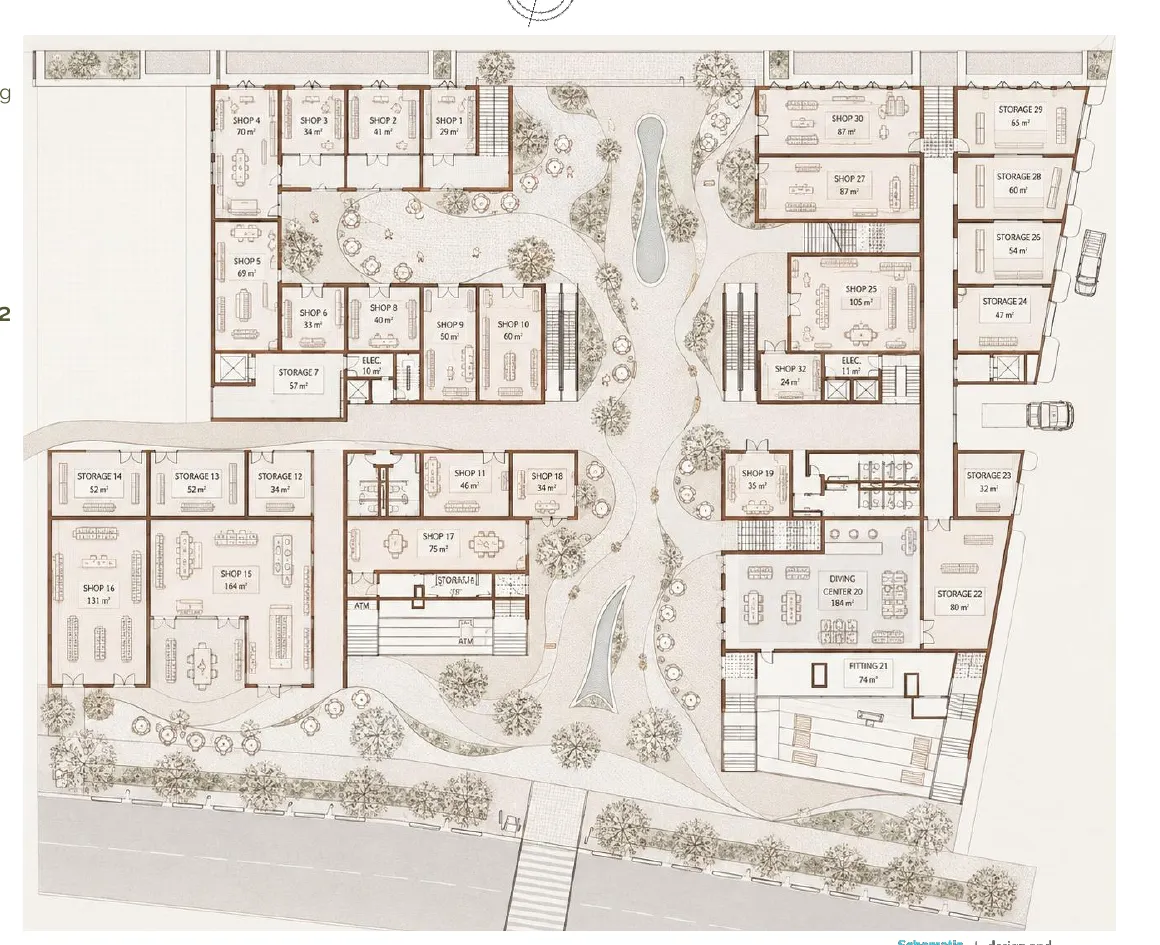 g
2
SHOP 4
70 m²
SHOP 3
34 m²
SHOP 2
41 m²
SHOP 1
29 m²
SHOP 30
87 m²
STORAGE 29
65 m²
SHOP 27
87 m²
STORAGE 28
60 m²
SHOP 5
69 m²
STORAGE 26
54 m²
SHOP 25
105 m²
STORAGE 24
47 m²
SHOP 6
33 m²
SHOP 8
40 m²
SHOP 9
50 m²
SHOP 10
60 m²
STORAGE 7
57 m²
ELEC.
10 m²
SHOP 32
24 m²
ELEC.
11 m²
STORAGE 14
52 m²
STORAGE 13
52 m²
STORAGE 12
34 m²
SHOP 11
46 m²
SHOP 18
34 m²
SHOP 19
35 m²
STORAGE 23
32 m²
SHOP 17
75 m²
SHOP 16
131 m²
SHOP 15
164 m²
ATM
ATM
DIVING
CENTER 20
184 m²
STORAGE 22
80 m²
FITTING 21
74 m²